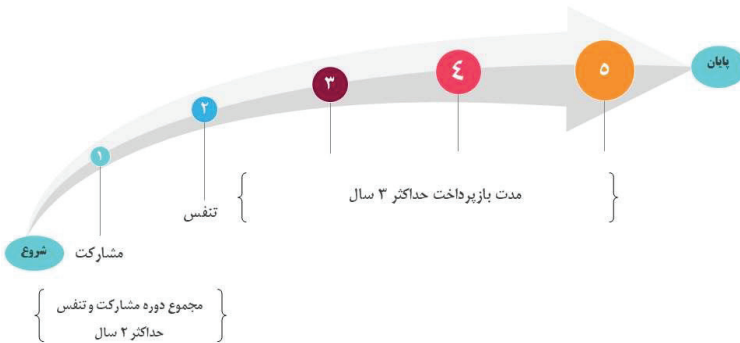 شروع
۱
مشارکت
۲
تنفس
۳
٤
٥
پایان
مدت بازپرداخت حداکثر ۳ سال
مجموع دوره مشارکت و تنفس
حداکثر ۲ سال